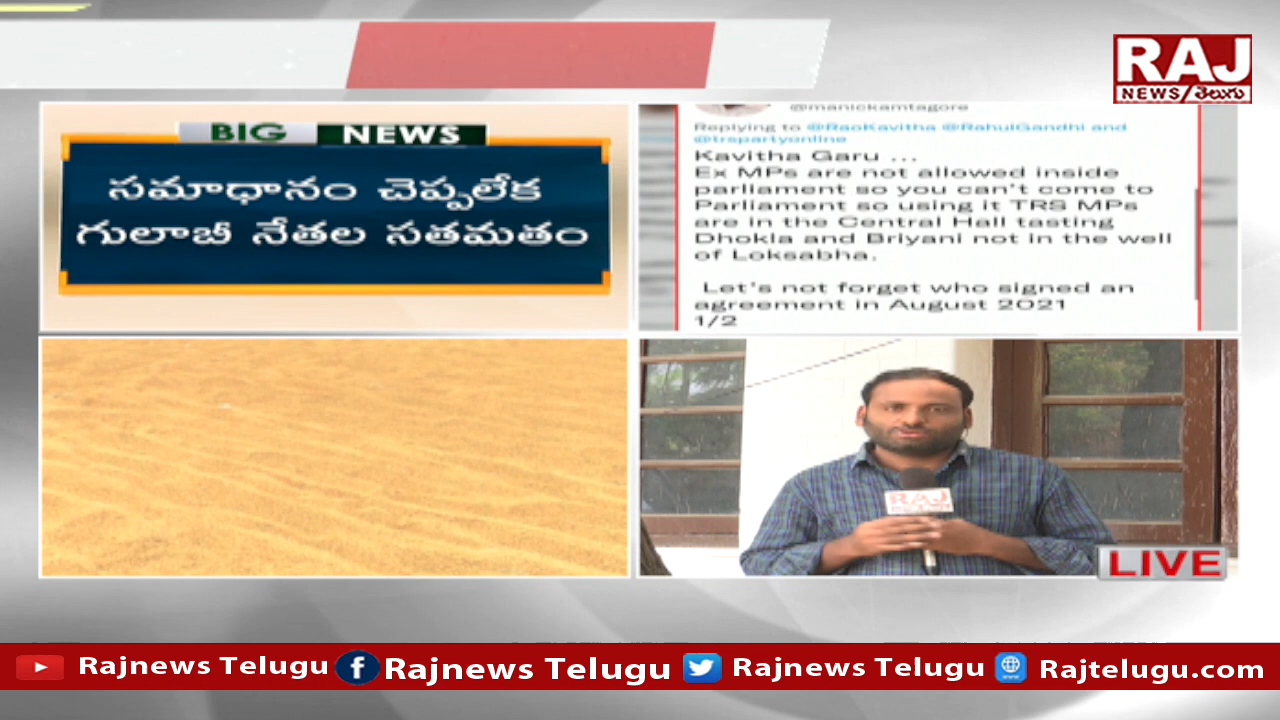 RAJ
NEWS తెలుగు
BIG NEWS
సమాధానం చెప్పలేక
గులాబీ నేతల సతమతం
@manickamtagore
Replying to @RaoKavitha @RahulGandhi and
@trspartyonline
Kavitha Garu ...
Ex MPs are not allowed inside
parliament so you can't come to
Parliament so using it TRS MPs
are in the Central Hall tasting
Dhokla and Briyani not in the well
of Loksabha.
Let's not forget who signed an
agreement in August 2021
1/2
RAJ
LIVE
Rajnews Telugu
Rajnews Telugu
Rajnews Telugu
Rajtelugu.com